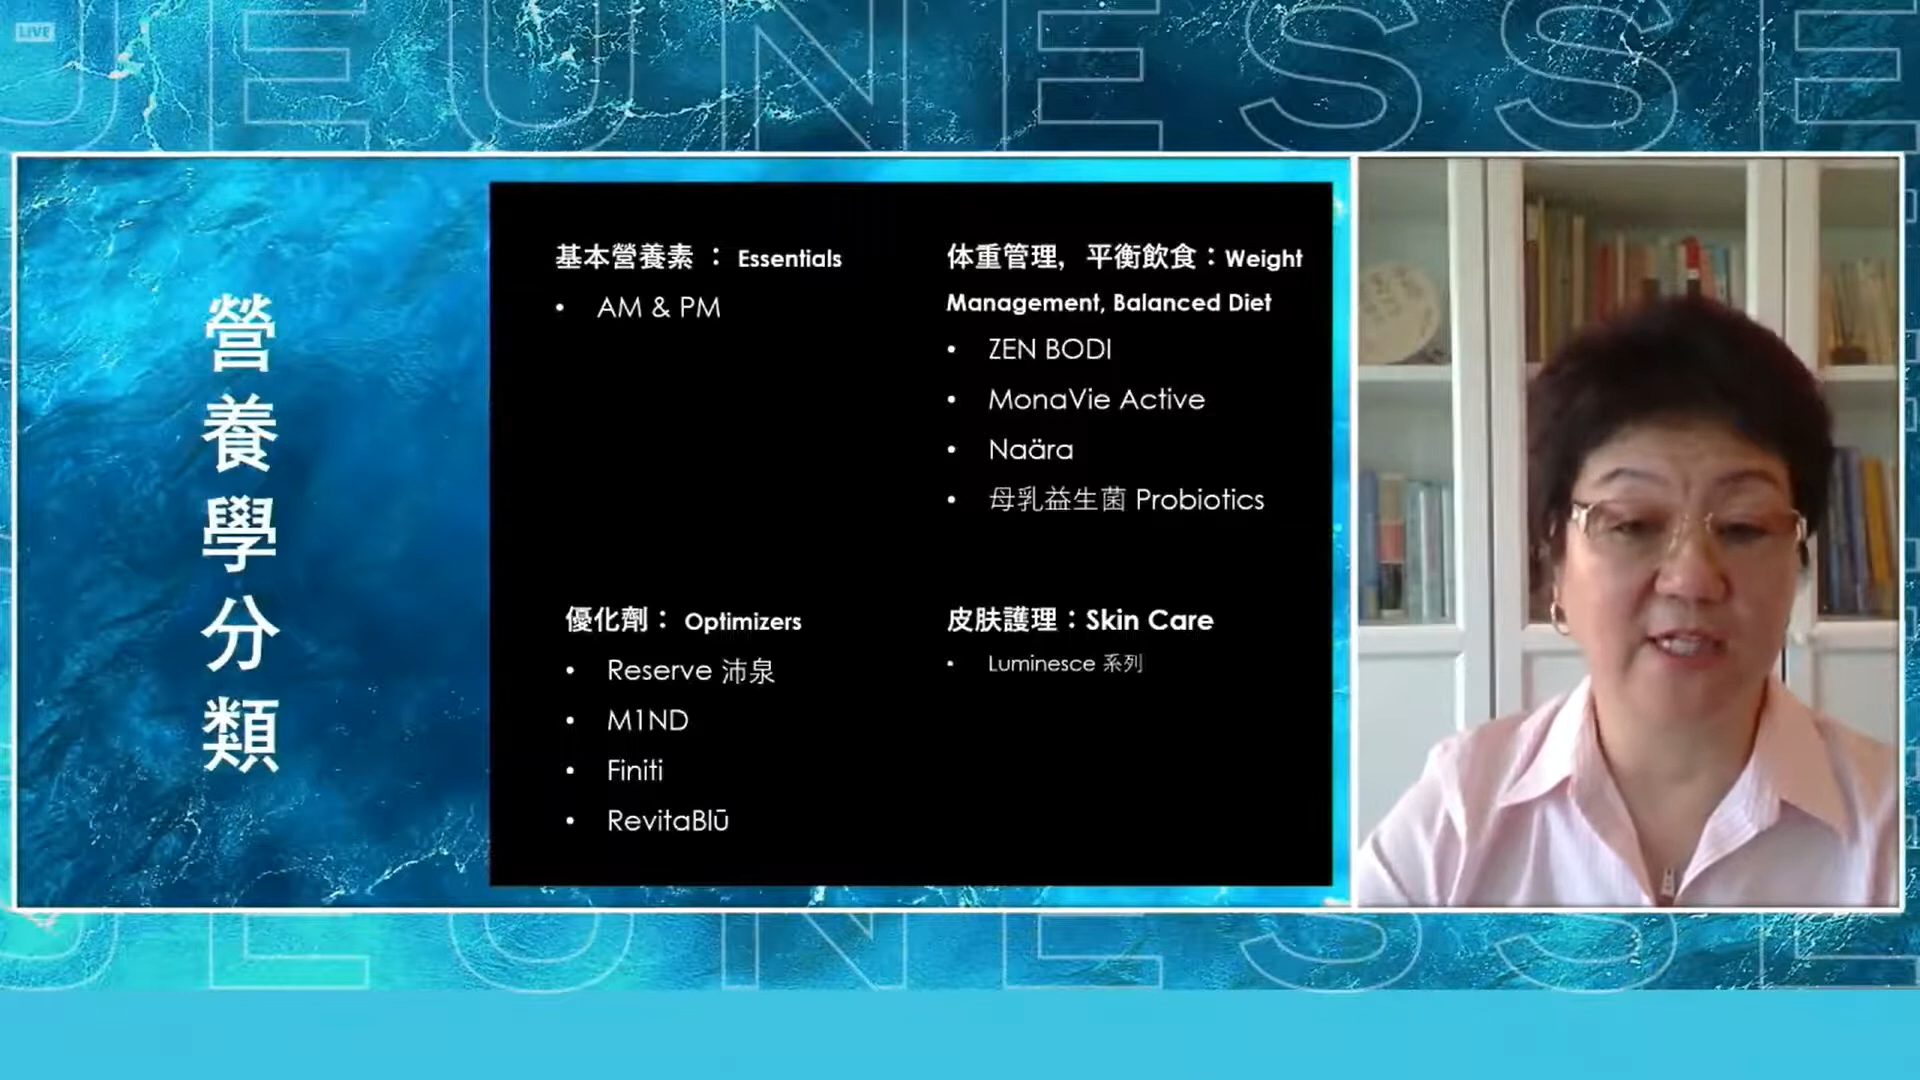 LIVE
JEUNESSE
營養學分類
基本營養素 ： Essentials
• AM & PM
体重管理，平衡飲食：Weight
Management, Balanced Diet
• ZEN BODI
• MonaVie Active
• Naära
• 母乳益生菌 Probiotics
優化劑： Optimizers
• Reserve 沛泉
• M1ND
• Finiti
• RevitaBlū
皮肤護理：Skin Care
• Luminesce 系列
JEUNESSE